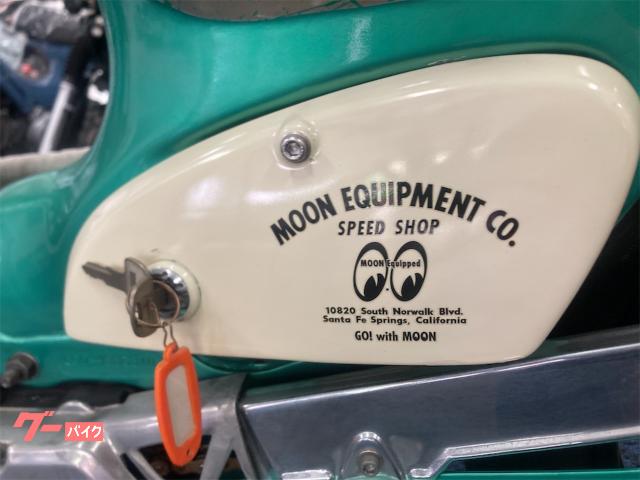 MOON EQUIPMENT CO.
SPEED SHOP
MOON Equipped
10820 South Norwalk Blvd.
Santa Fe Springs, California
GO! with MOON
グーバイク